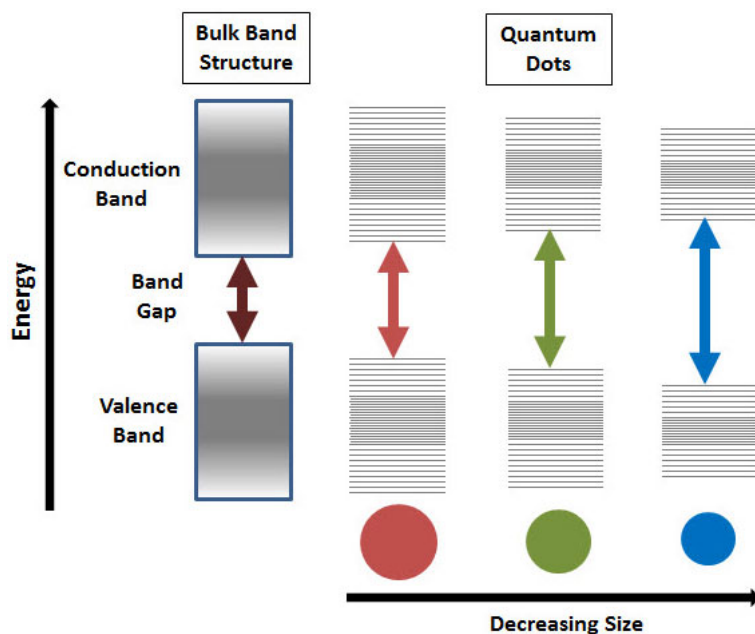 Bulk Band
Structure
Quantum
Dots
Conduction
Band
Band
Gap
Energy
Valence
Band
Decreasing Size